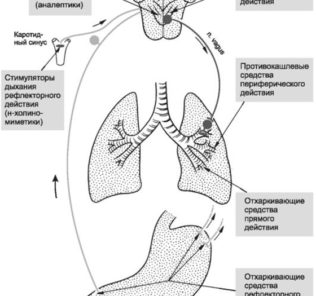 (аналептики)
действия
Каротид-
ный синус
n. vagus
Стимуляторы
дыхания
рефлекторного
действия
(н-холино-
миметики)
Противокашлевые
средства
периферического
действия
Отхаркивающие
средства
прямого
действия
Отхаркивающие
средства
рефлекторного